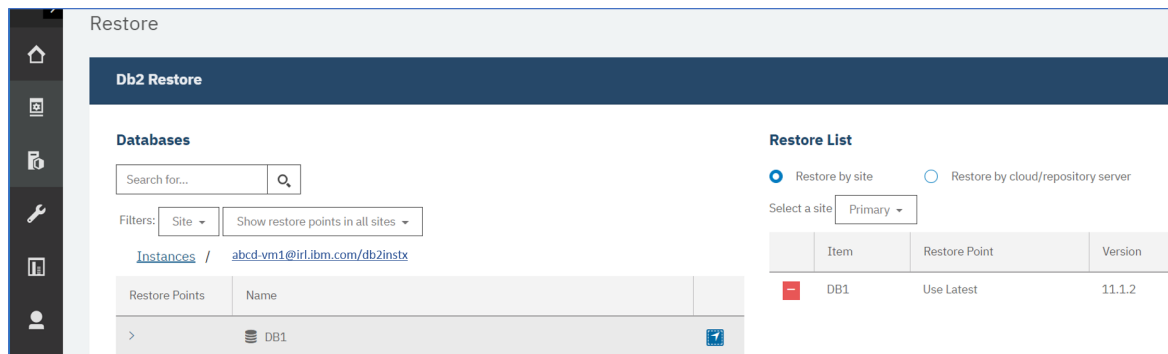 Restore
Db2 Restore
Databases
Search for...
Filters: Site Show restore points in all sites
Instances / abcd-vm1@irl.ibm.com/db2instx
Restore Points Name
DB1
Restore List
Restore by site Restore by cloud/repository server
Select a site Primary
Item Restore Point Version
DB1 Use Latest 11.1.2